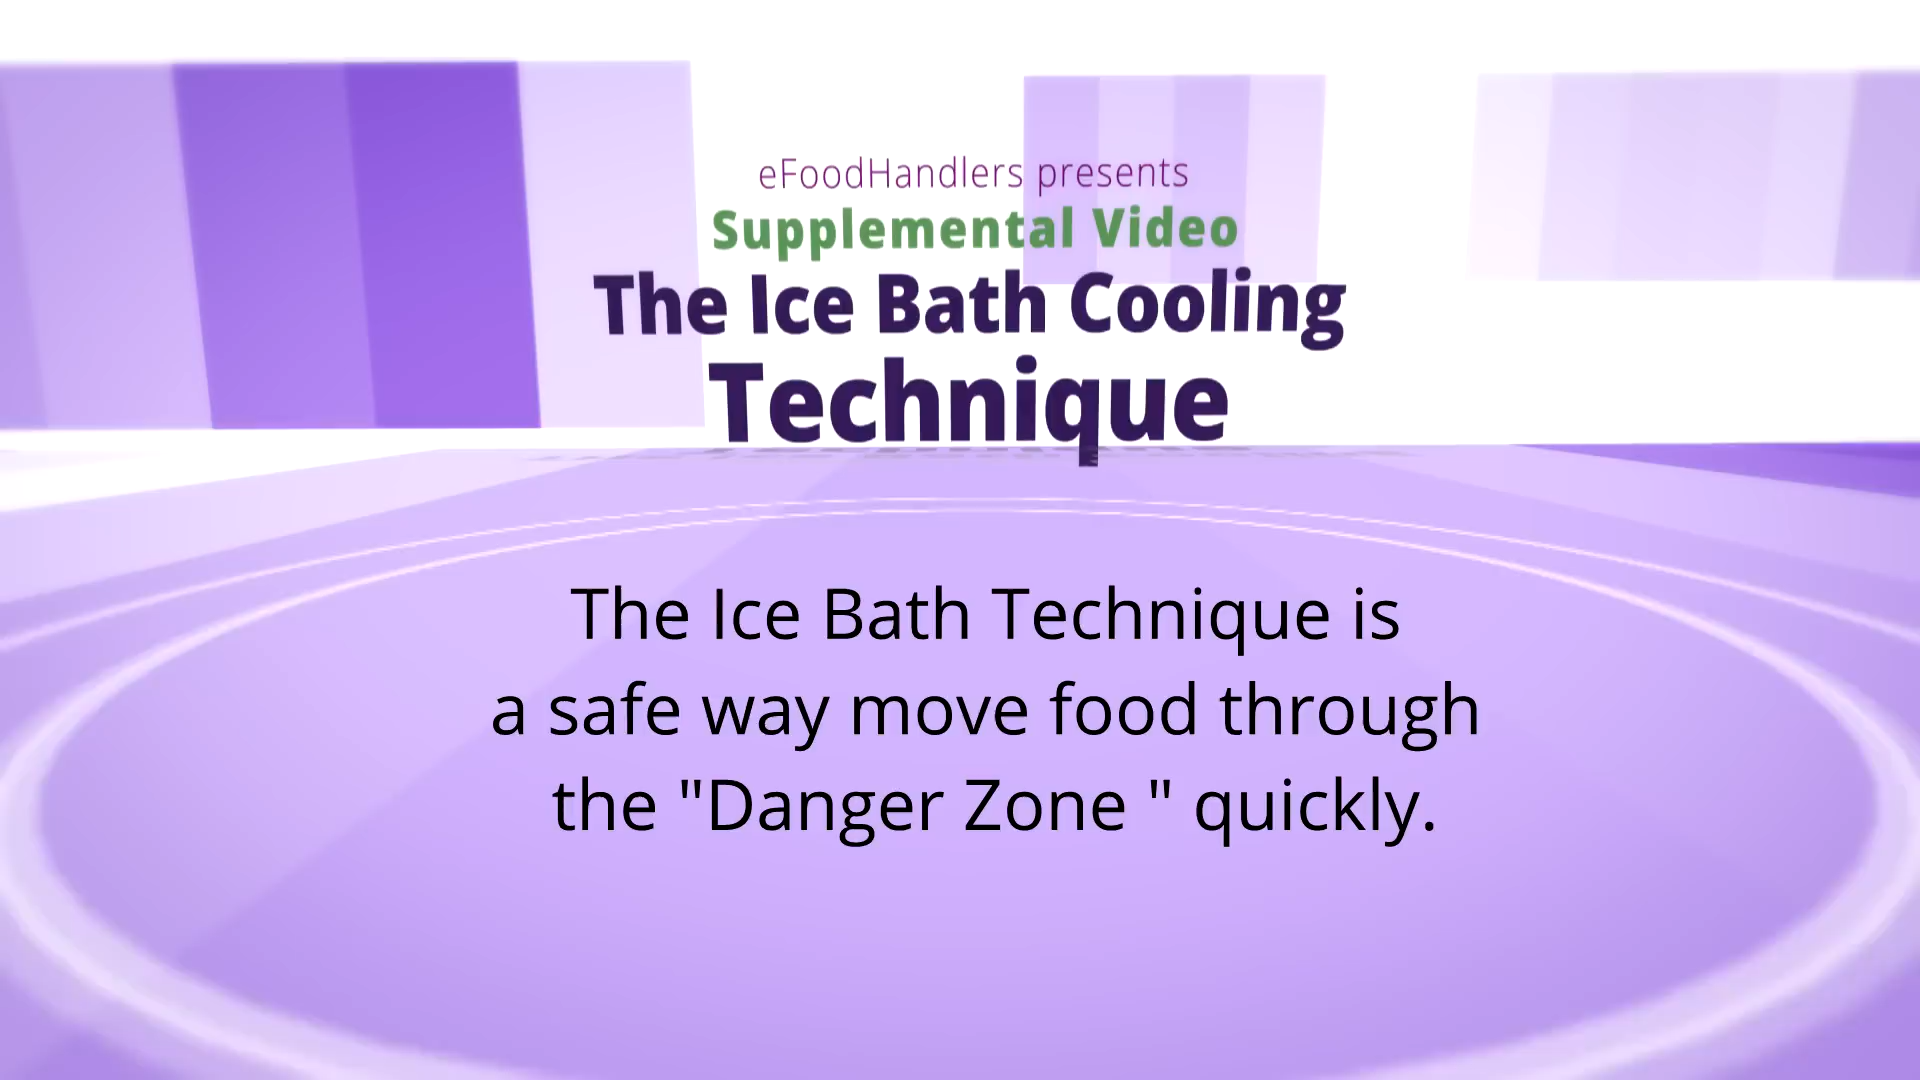 eFoodHandlers presents
Supplemental Video
The Ice Bath Cooling
Technique
The Ice Bath Technique is
a safe way move food through
the "Danger Zone " quickly.